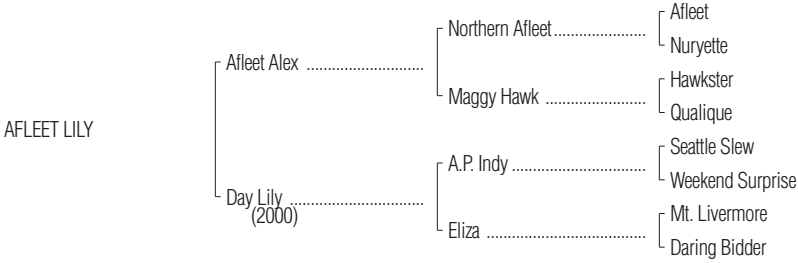 Afleet
Northern Afleet
Nuryette
Afleet Alex
Hawkster
Maggy Hawk
Qualique
AFLEET LILY
Seattle Slew
A.P. Indy
Weekend Surprise
Day Lily
(2000)
Mt. Livermore
Eliza
Daring Bidder